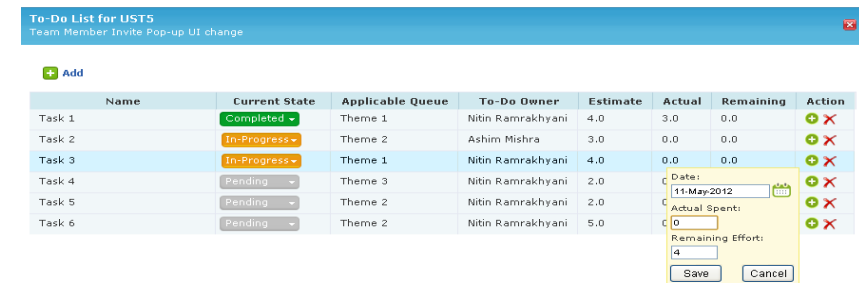 To-Do List for UST5
Team Member Invite Pop-up UI change
Add
Name Current State Applicable Queue To-Do Owner Estimate Actual Remaining Action
Task 1 Completed Theme 1 Nitin Ramrakhyani 4.0 3.0 0.0
Task 2 In-Progress Theme 2 Ashim Mishra 3.0 0.0 0.0
Task 3 In-Progress Theme 1 Nitin Ramrakhyani 4.0 0.0 0.0
Task 4 Pending Theme 3 Nitin Ramrakhyani 2.0
Task 5 Pending Theme 2 Nitin Ramrakhyani 2.0
Task 6 Pending Theme 2 Nitin Ramrakhyani 5.0
Date:
11-May-2012
Actual Spent:
0
Remaining Effort:
4
Save Cancel